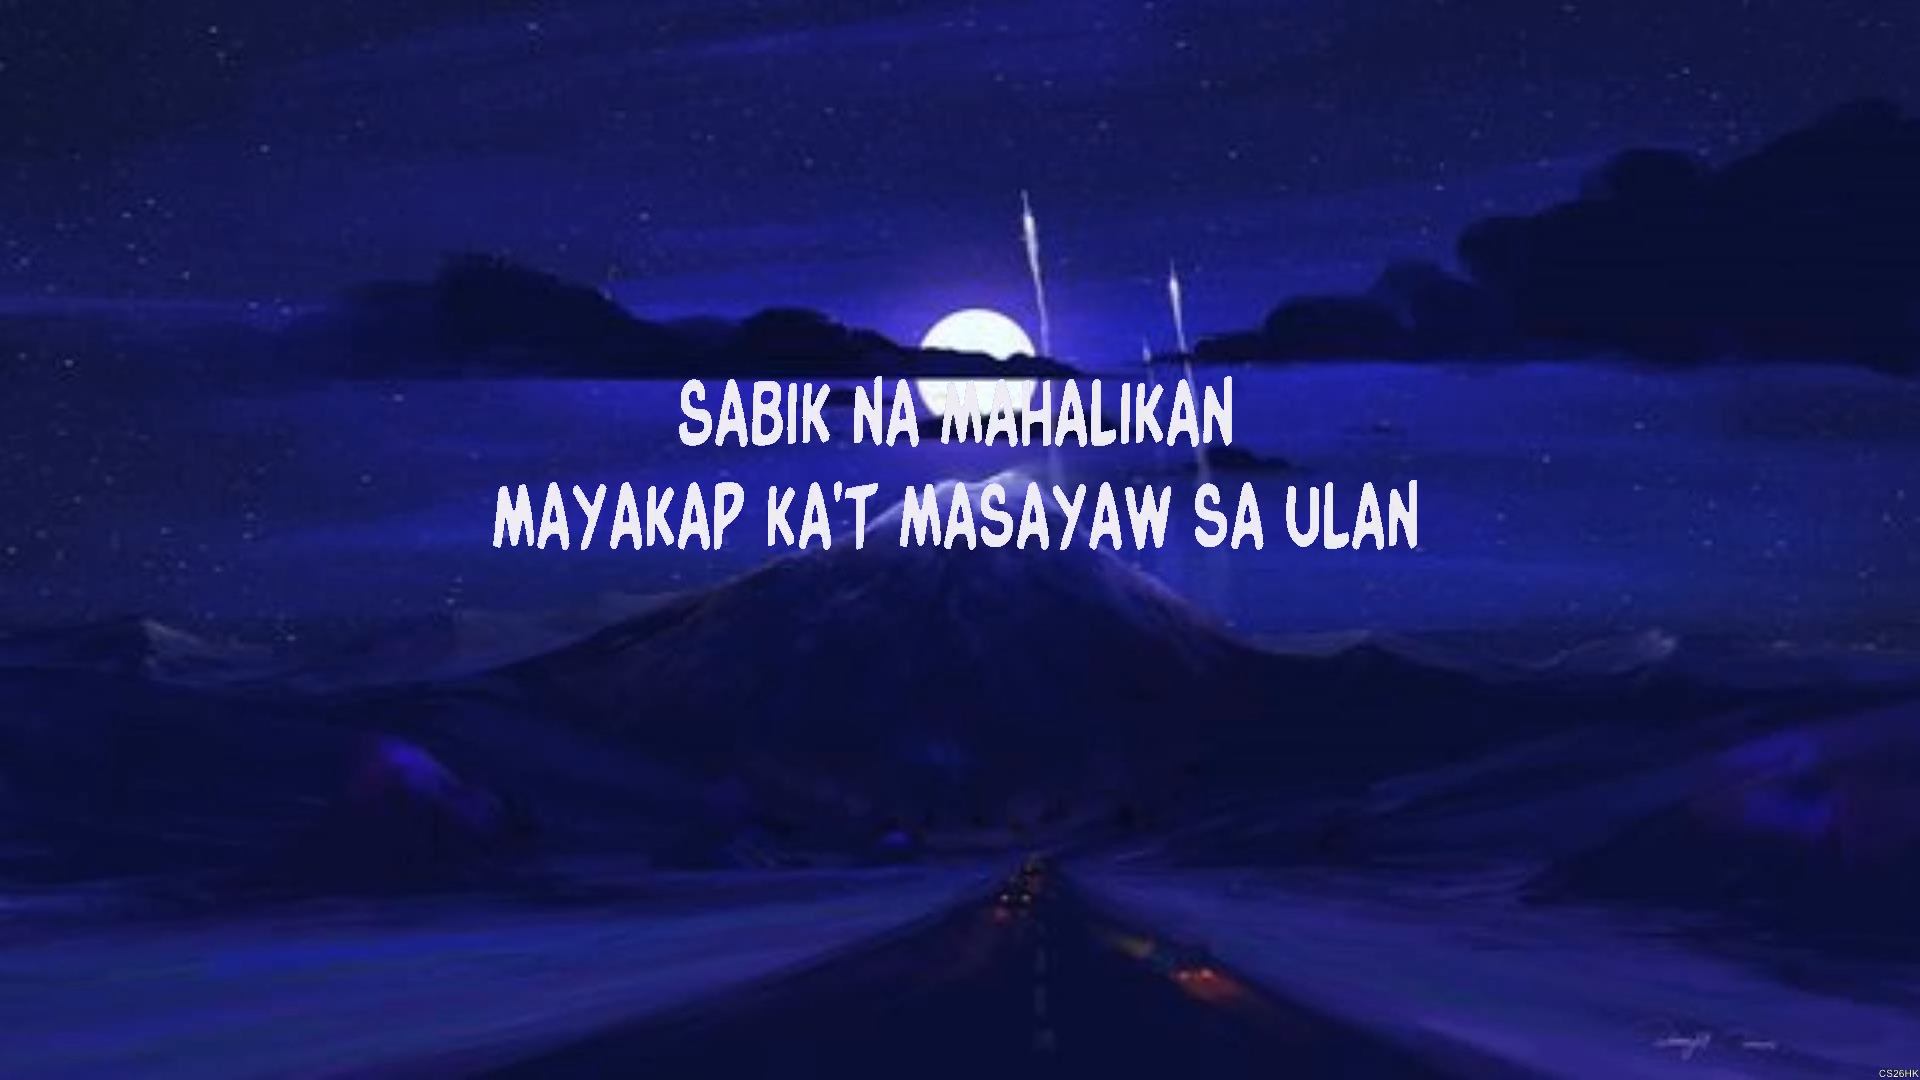 SABIK NA MAHALIKAN
MAYAKAP KA'T MASAYAW SA ULAN
CS26HK